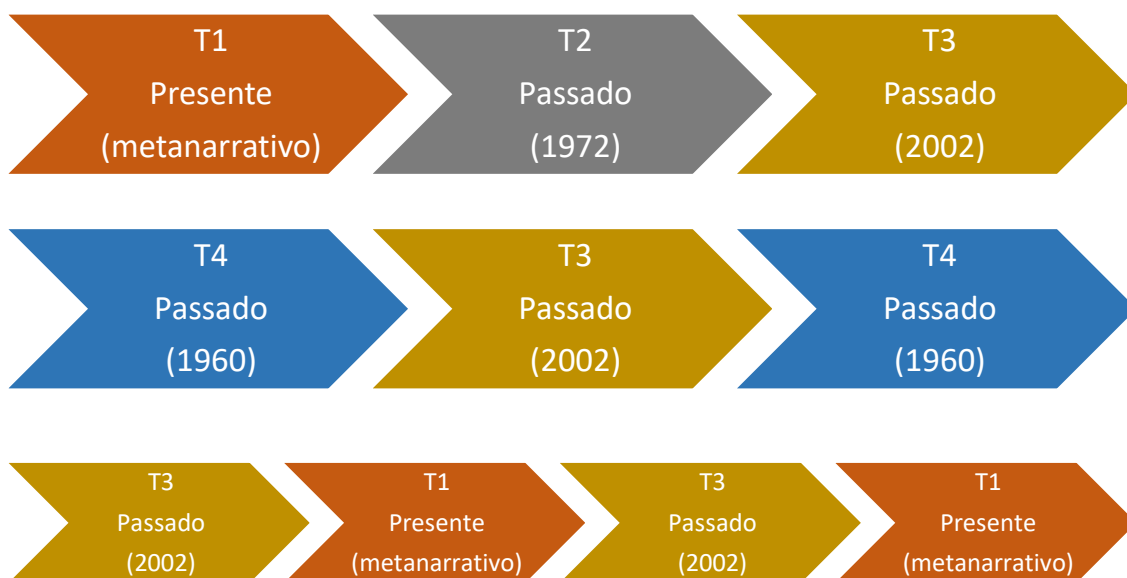 T1
Presente
(metanarrativo)
T2
Passado
(1972)
T3
Passado
(2002)
T4
Passado
(1960)
T3
Passado
(2002)
T4
Passado
(1960)
T3
Passado
(2002)
T1
Presente
(metanarrativo)
T3
Passado
(2002)
T1
Presente
(metanarrativo)